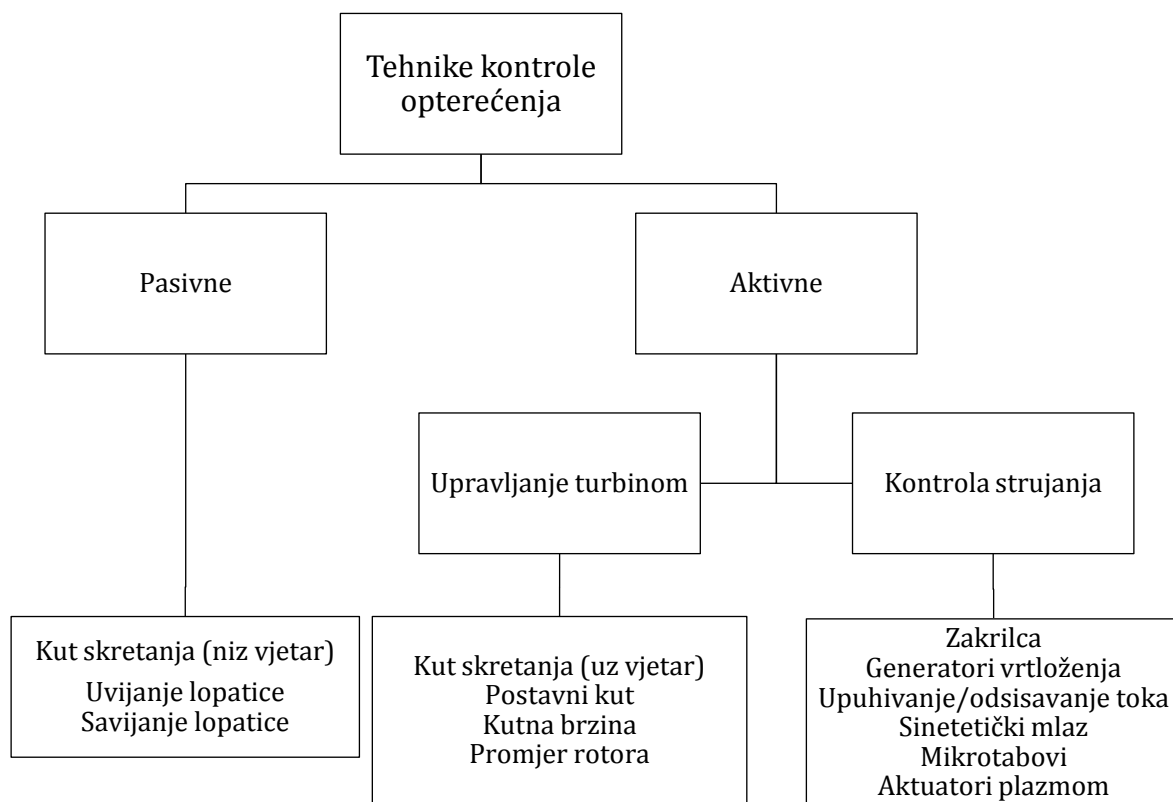 Tehnike kontrole
opterećenja
Pasivne
Aktivne
Upravljanje turbinom
Kontrola strujanja
Kut skretanja (niz vjetar)
Uvijanje lopatice
Savijanje lopatice
Kut skretanja (uz vjetar)
Postavni kut
Kutna brzina
Promjer rotora
Zakrilca
Generatori vrtloženja
Upuhivanje/odsisavanje toka
Sinetetički mlaz
Mikrotabovi
Aktuatori plazmom